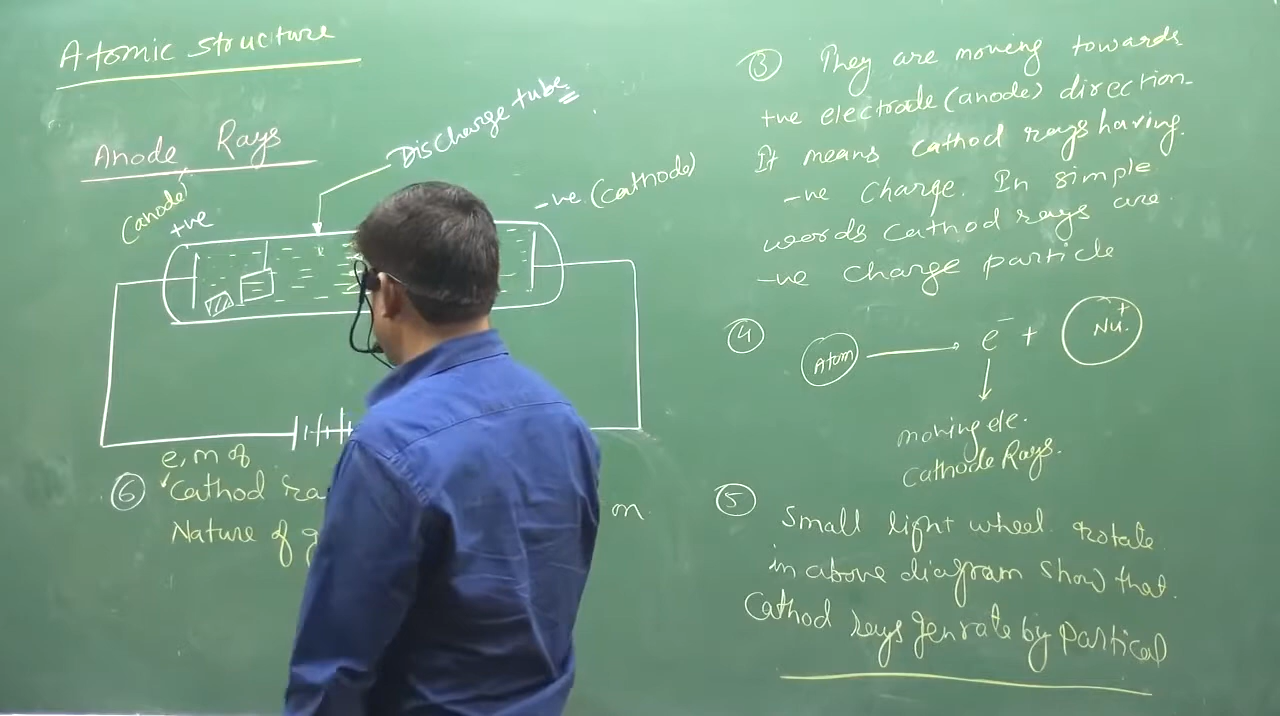 Atomic structure
Anode Rays
Discharge tube
(anode)
+ve
-ve (cathode)
e, m of
⑥ Cathod
Nature of
m
③ They are moving towards
+ve electrode (anode) direction
It means cathod rays having
-ve charge. In simple
words cathod rays are
-ve charge particle
④ Atom → e⁻ + Nu.⁺
moving ele.
cathode Rays.
⑤ Small light wheel rotate
in above diagram show that
Cathod rays genrate by partical